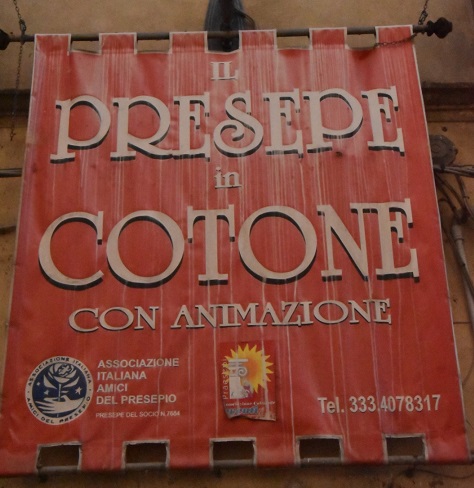 IL
PRESEPE
in
COTONE
CON ANIMAZIONE
ASSOCIAZIONE
ITALIANA
AMICI
DEL PRESEPIO
Tel. 333.4078317